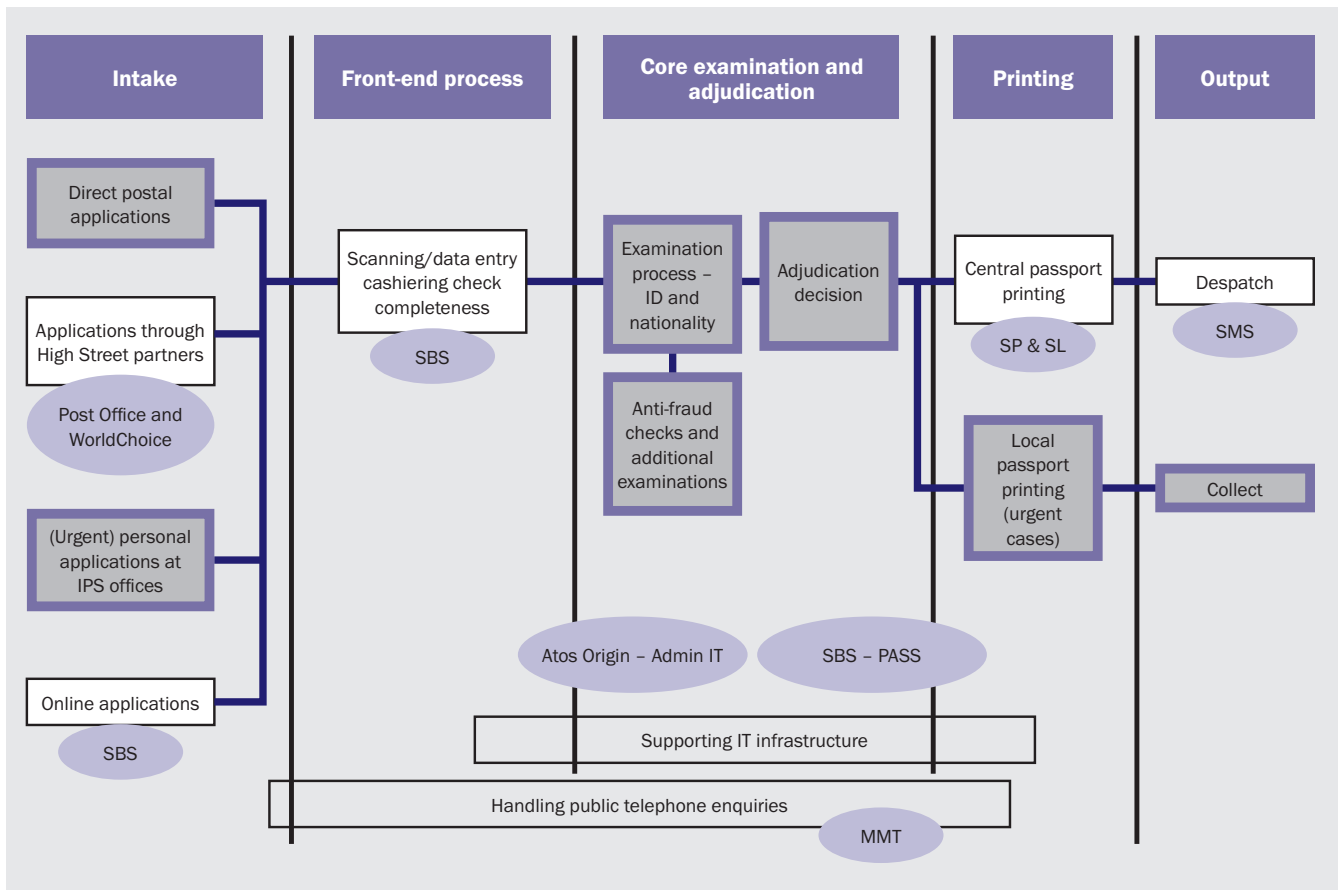 Intake
Front-end process
Core examination and
adjudication
Printing
Output
Direct postal
applications
Applications through
High Street partners
Post Office and
WorldChoice
(Urgent) personal
applications at
IPS offices
Online applications
SBS
Scanning/data entry
cashiering check
completeness
SBS
Examination
process –
ID and
nationality
Anti-fraud
checks and
additional
examinations
Adjudication
decision
Central passport
printing
SP & SL
Local
passport
printing
(urgent
cases)
Despatch
SMS
Collect
Atos Origin – Admin IT
SBS – PASS
Supporting IT infrastructure
Handling public telephone enquiries
MMT